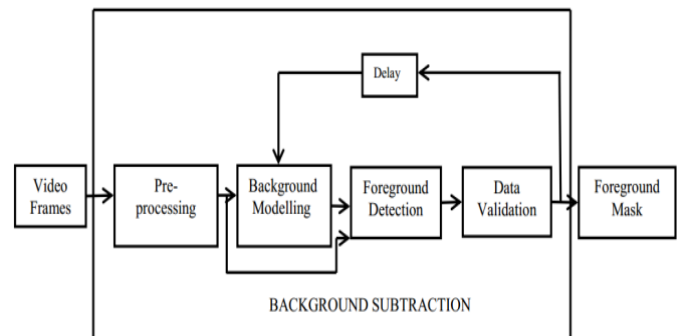 Delay
Video
Frames
Pre-
processing
Background
Modelling
Foreground
Detection
Data
Validation
Foreground
Mask
BACKGROUND SUBTRACTION